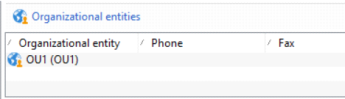 Organizational entities
Organizational entity / Phone / Fax
OU1 (OU1)